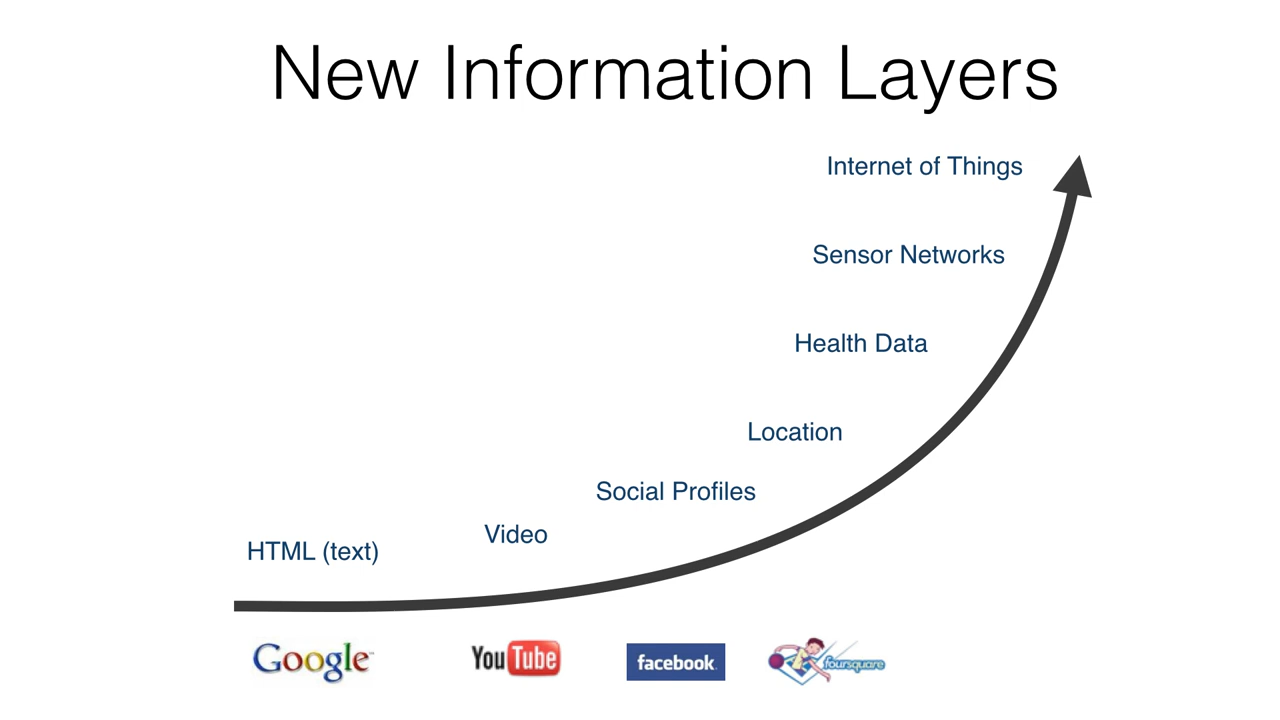 New Information Layers
Internet of Things
Sensor Networks
Health Data
Location
Social Profiles
Video
HTML (text)
Google™
YouTube
facebook.
foursquare